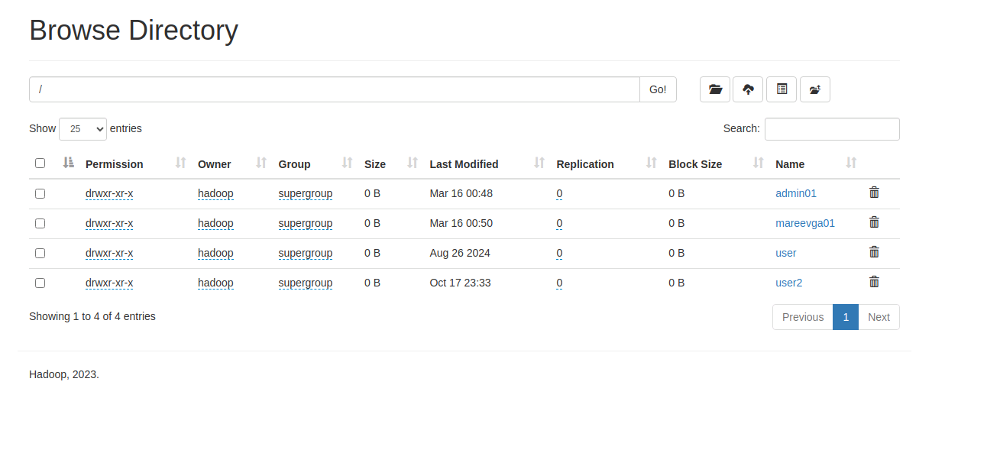 Browse Directory
/ Go!
Show 25 entries Search:
Permission Owner Group Size Last Modified Replication Block Size Name
drwxr-xr-x hadoop supergroup 0 B Mar 16 00:48 0 0 B admin01
drwxr-xr-x hadoop supergroup 0 B Mar 16 00:50 0 0 B mareevga01
drwxr-xr-x hadoop supergroup 0 B Aug 26 2024 0 0 B user
drwxr-xr-x hadoop supergroup 0 B Oct 17 23:33 0 0 B user2
Showing 1 to 4 of 4 entries Previous 1 Next
Hadoop, 2023.